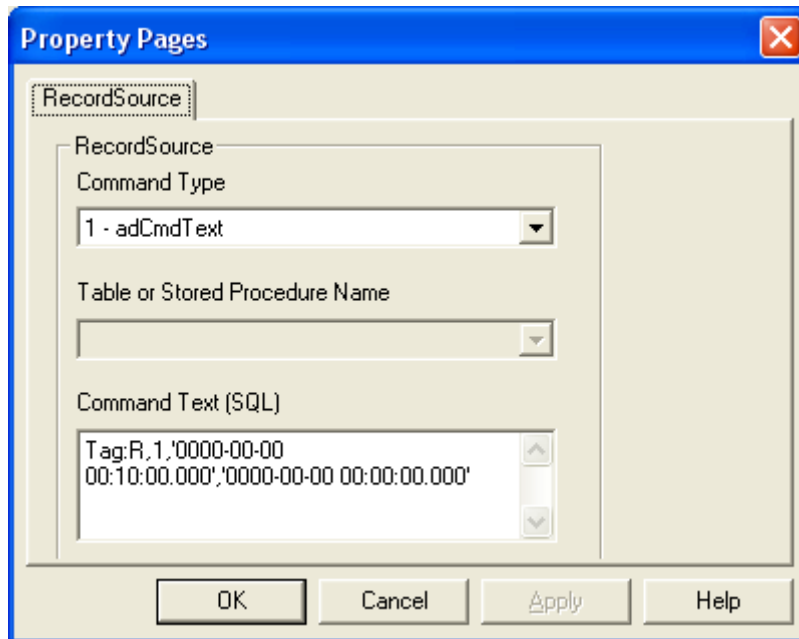 Property Pages
RecordSource
RecordSource
Command Type
1 - adCmdText
Table or Stored Procedure Name
Command Text (SQL)
Tag:R,1,'0000-00-00
00:10:00.000','0000-00-00 00:00:00.000'
OK
Cancel
Apply
Help